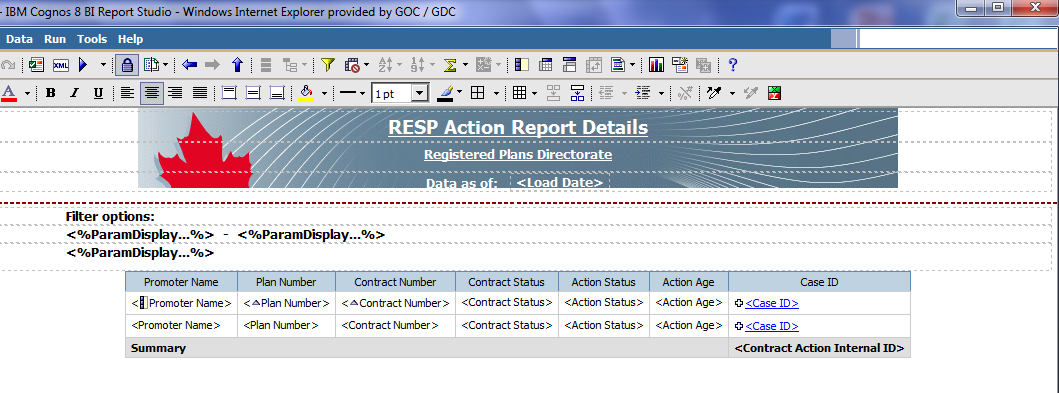 - IBM Cognos 8 BI Report Studio - Windows Internet Explorer provided by GOC / GDC
Data Run Tools Help
XML
A B I U 1 pt
RESP Action Report Details
Registered Plans Directorate
Data as of: <Load Date>
Filter options:
<%ParamDisplay...%> - <%ParamDisplay...%>
<%ParamDisplay...%>
Promoter Name Plan Number Contract Number Contract Status Action Status Action Age Case ID
<Promoter Name> <Plan Number> <Contract Number> <Contract Status> <Action Status> <Action Age> <Case ID>
<Promoter Name> <Plan Number> <Contract Number> <Contract Status> <Action Status> <Action Age> <Case ID>
Summary <Contract Action Internal ID>